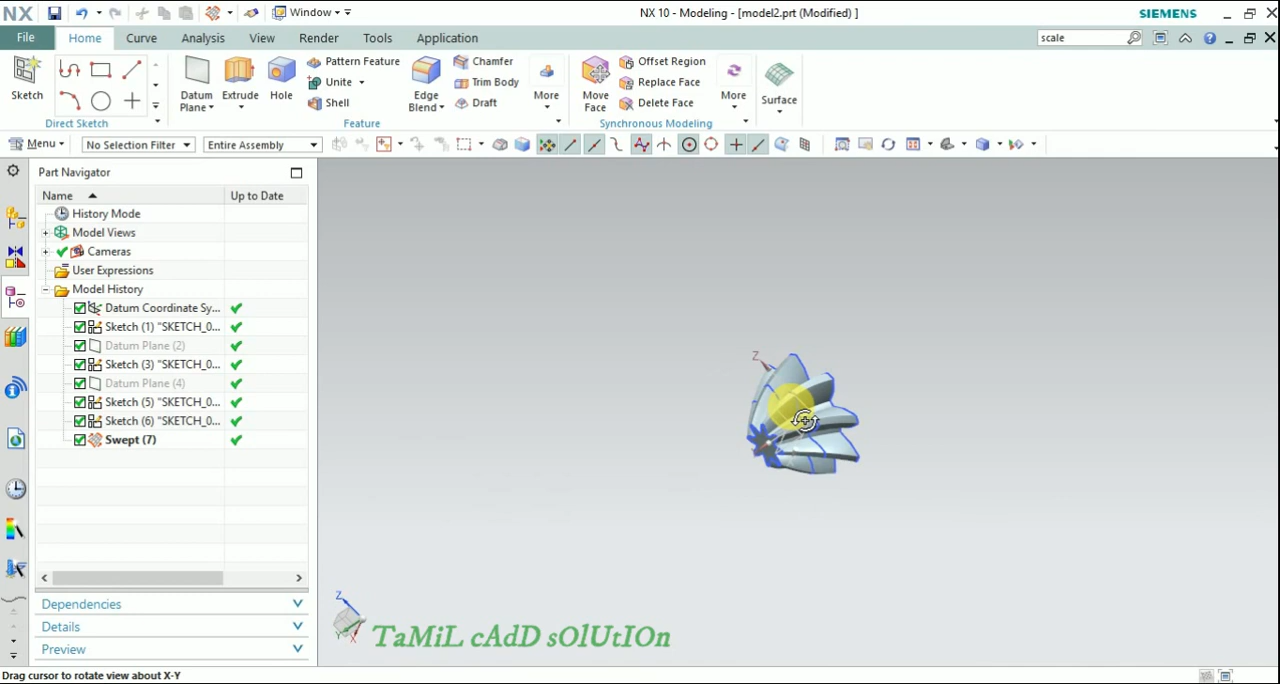 NX
Window
NX 10 - Modeling - [model2.prt (Modified) ]
SIEMENS
File
Home
Curve
Analysis
View
Render
Tools
Application
scale
Sketch
Direct Sketch
Datum
Plane
Extrude
Hole
Pattern Feature
Unite
Shell
Edge
Blend
Chamfer
Trim Body
Draft
More
Feature
Move
Face
Offset Region
Replace Face
Delete Face
More
Synchronous Modeling
Surface
Menu
No Selection Filter
Entire Assembly
Part Navigator
Name
Up to Date
History Mode
Model Views
Cameras
User Expressions
Model History
Datum Coordinate Sy...
Sketch (1) "SKETCH_0...
Datum Plane (2)
Sketch (3) "SKETCH_0...
Datum Plane (4)
Sketch (5) "SKETCH_0...
Sketch (6) "SKETCH_0...
Swept (7)
Dependencies
Details
Preview
Z
Z
Y
X
TaMiL cAdD sOlUtIOn
Drag cursor to rotate view about X-Y